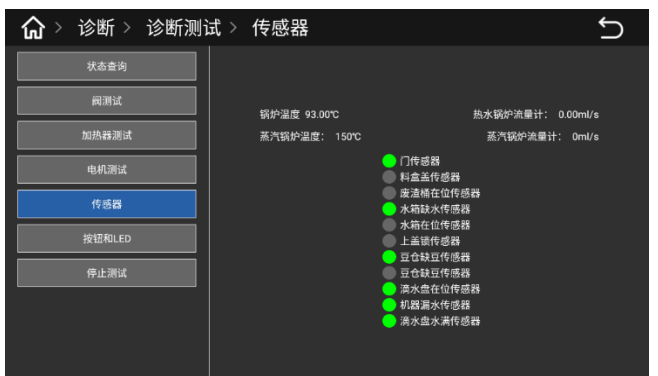 诊断 > 诊断测试 > 传感器
状态查询
阀测试
加热器测试
电机测试
传感器
按钮和LED
停止测试
锅炉温度 93.00℃ 热水锅炉流量计： 0.00ml/s
蒸汽锅炉温度： 150℃ 蒸汽锅炉流量计： 0ml/s
门传感器
料盒盖传感器
废渣桶在位传感器
水箱缺水传感器
水箱在位传感器
上盖锁传感器
豆仓缺豆传感器
豆仓缺豆传感器
滴水盘在位传感器
机器漏水传感器
滴水盘水满传感器